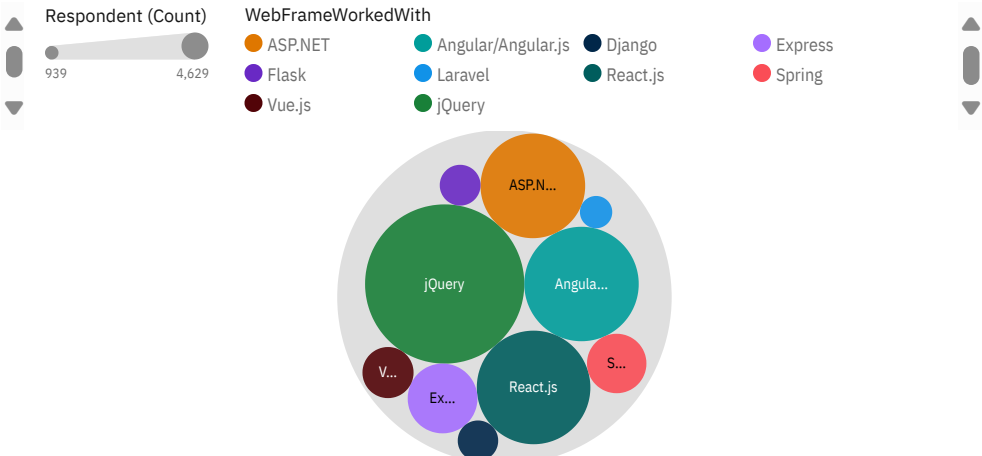 Respondent (Count)
939 4,629
WebFrameWorkedWith
ASP.NET Angular/Angular.js Django Express
Flask Laravel React.js Spring
Vue.js jQuery
ASP.N...
jQuery Angula...
V... Ex... React.js S...